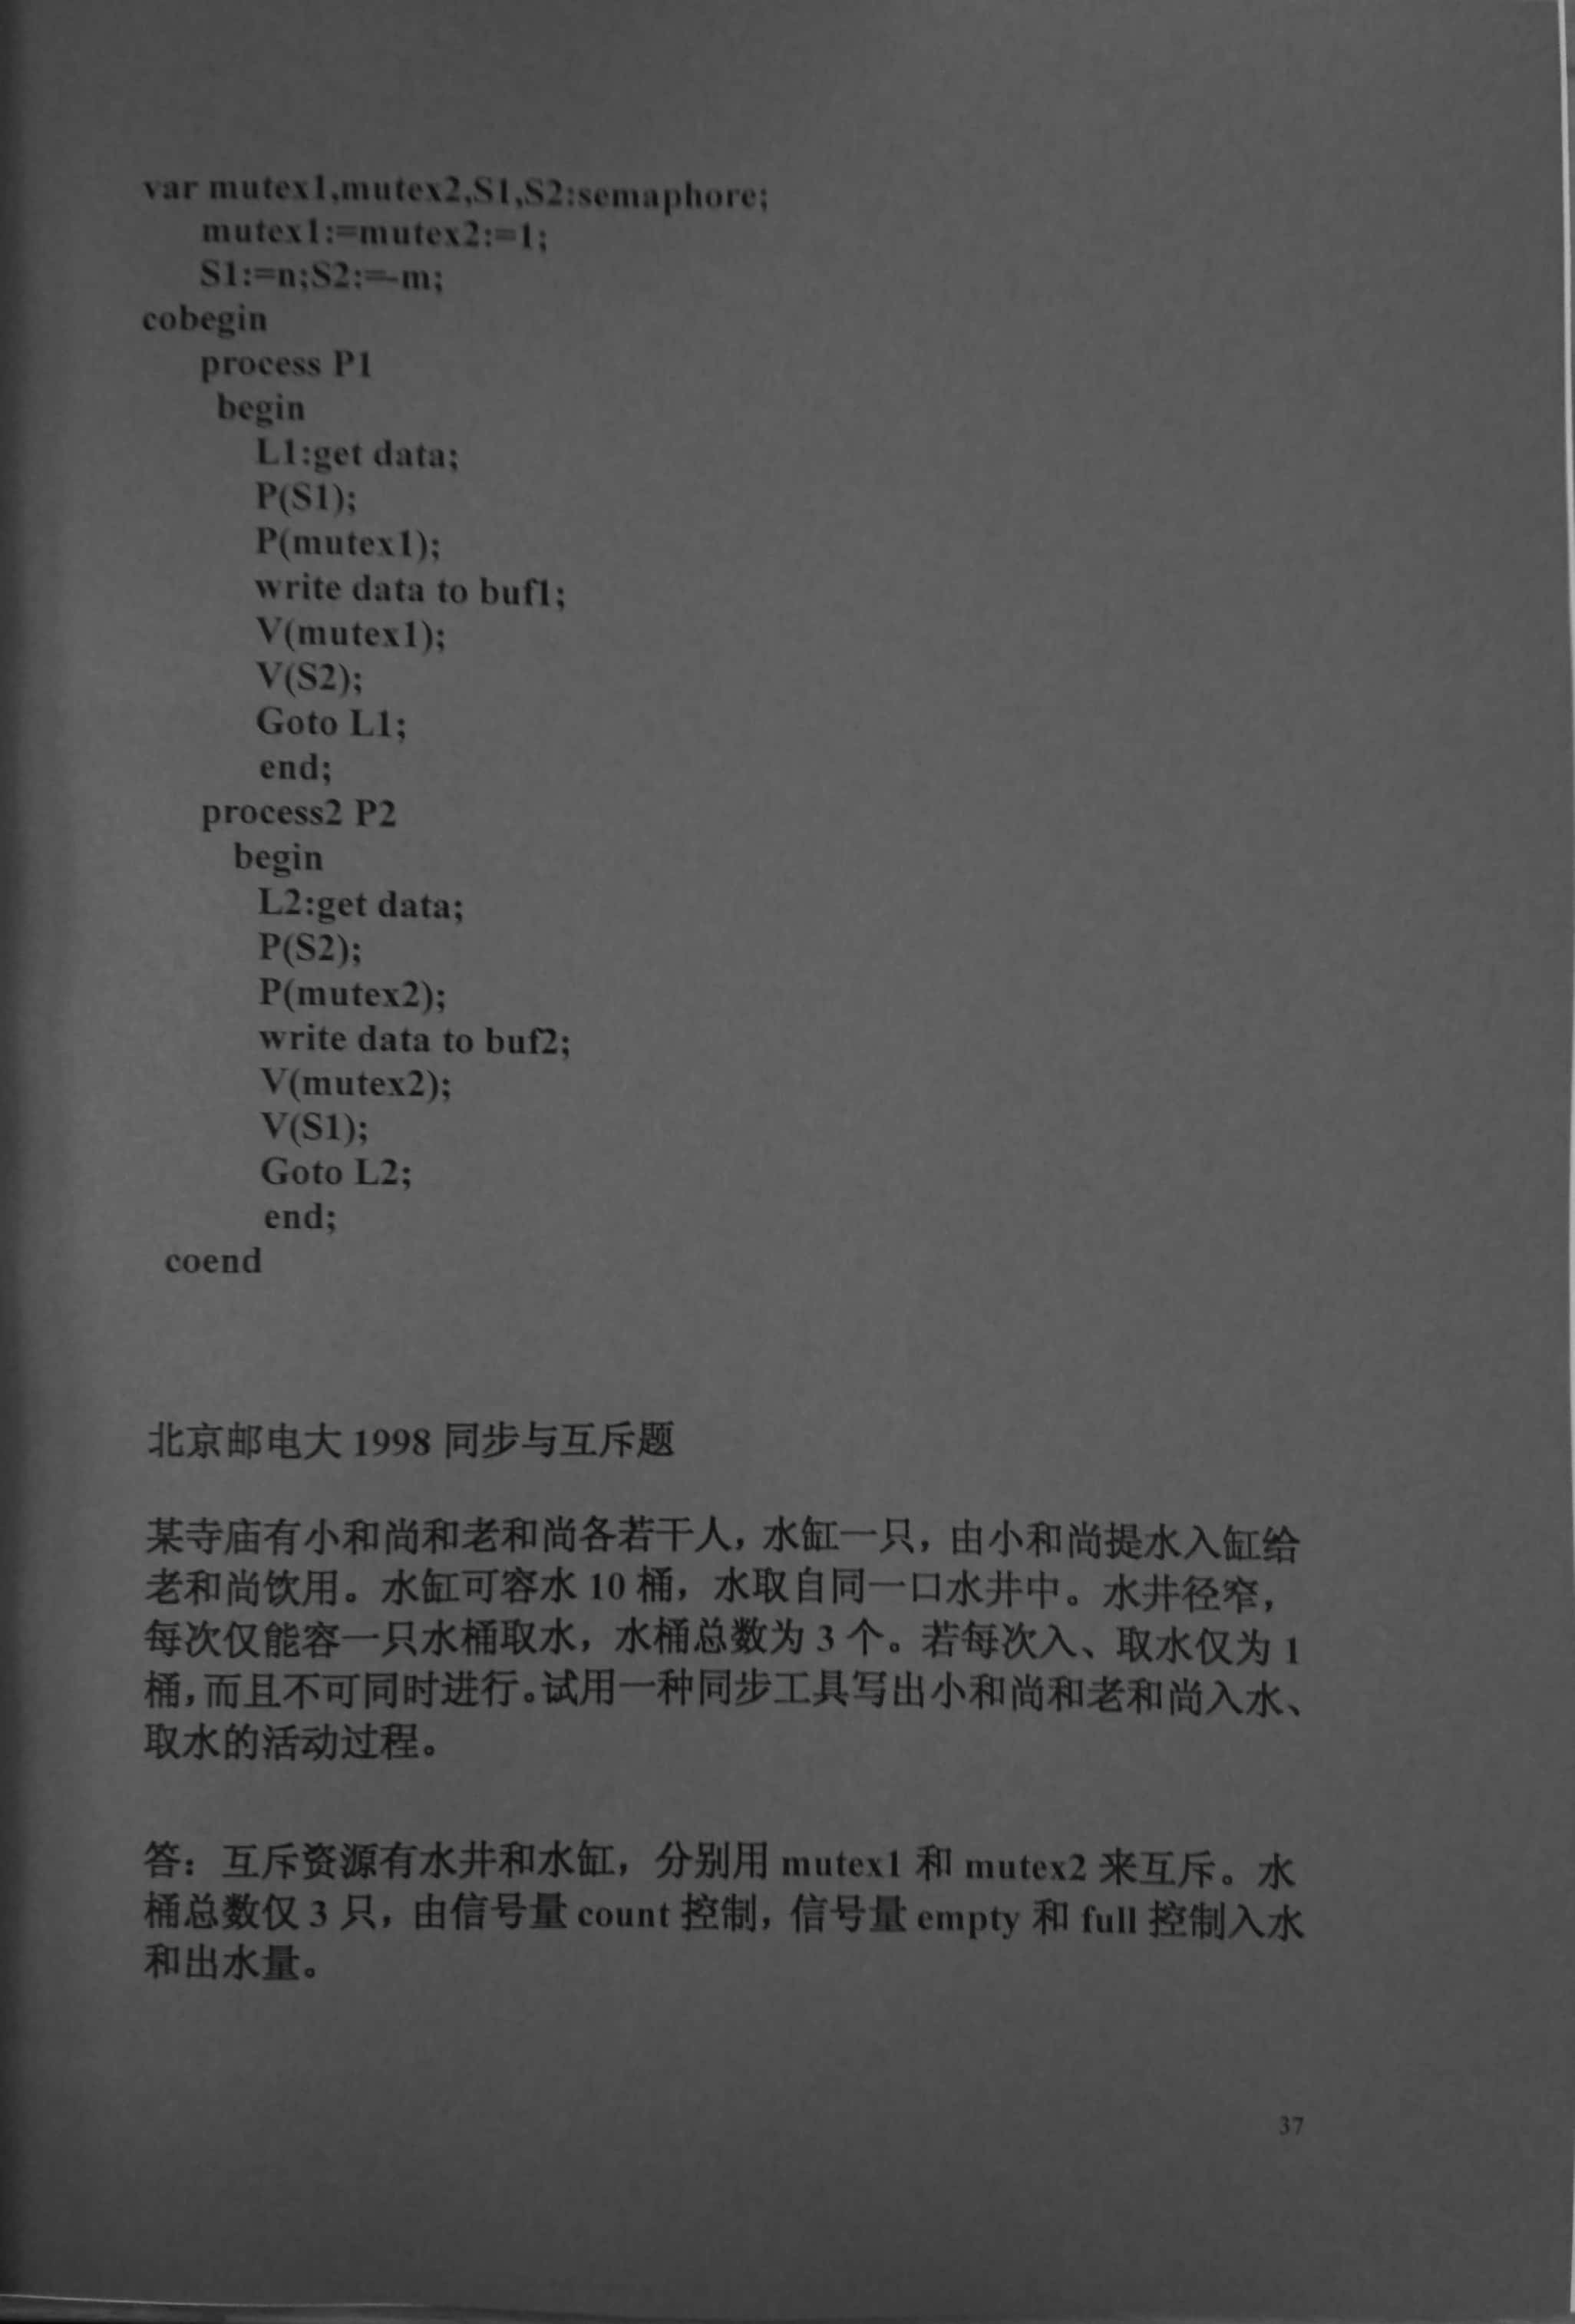 var mutex1,mutex2,S1,S2:semaphore;
mutex1:=mutex2:=1;
S1:=n;S2:=-m;
cobegin
process P1
begin
L1:get data;
P(S1);
P(mutex1);
write data to buf1;
V(mutex1);
V(S2);
Goto L1;
end;
process2 P2
begin
L2:get data;
P(S2);
P(mutex2);
write data to buf2;
V(mutex2);
V(S1);
Goto L2;
end;
coend
北京邮电大 1998 同步与互斥题
某寺庙有小和尚和老和尚各若干人，水缸一只，由小和尚提水入缸给
老和尚饮用。水缸可容水 10 桶，水取自同一口水井中。水井径窄，
每次仅能容一只水桶取水，水桶总数为 3 个。若每次入、取水仅为 1
桶，而且不可同时进行。试用一种同步工具写出小和尚和老和尚入水、
取水的活动过程。
答：互斥资源有水井和水缸，分别用 mutex1 和 mutex2 来互斥。水
桶总数仅 3 只，由信号量 count 控制，信号量 empty 和 full 控制入水
和出水量。
37